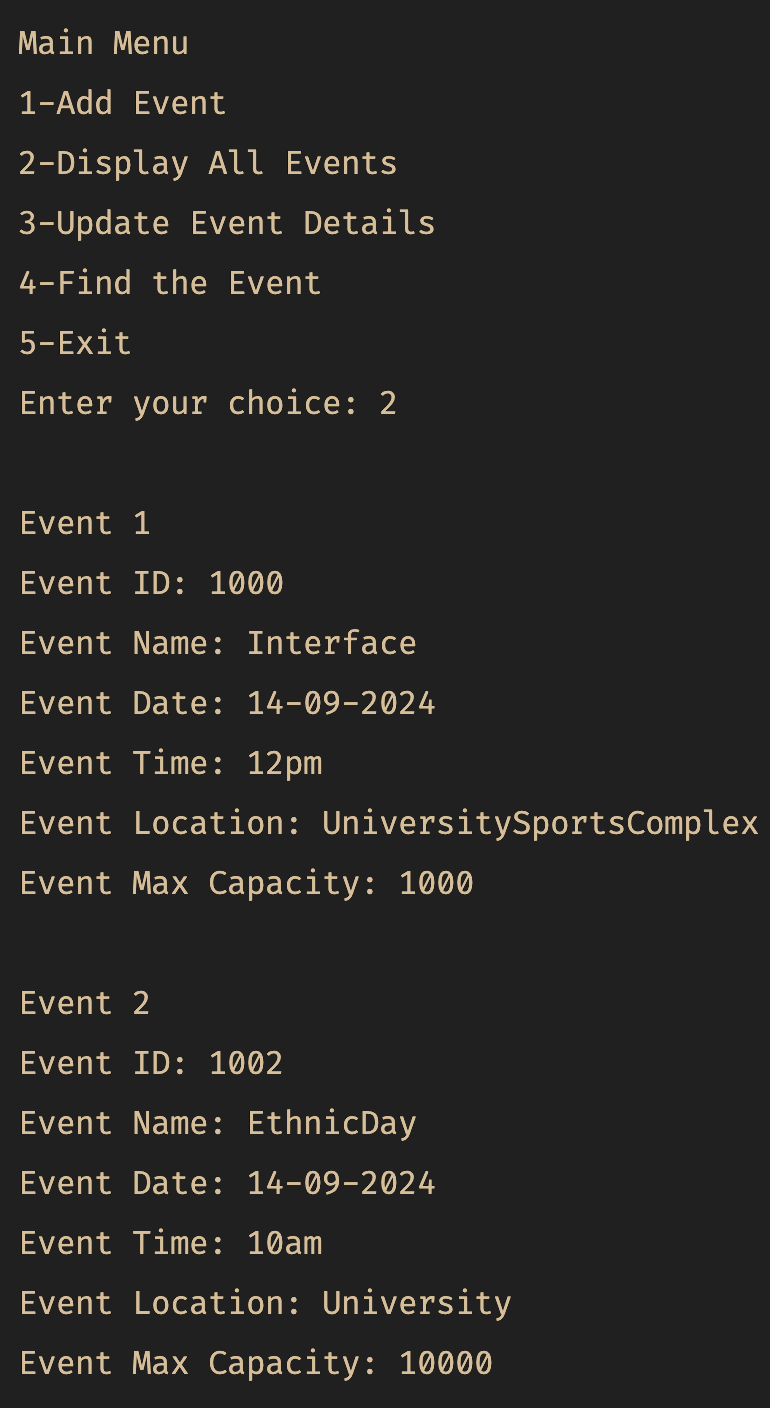 Main Menu
1-Add Event
2-Display All Events
3-Update Event Details
4-Find the Event
5-Exit
Enter your choice: 2
Event 1
Event ID: 1000
Event Name: Interface
Event Date: 14-09-2024
Event Time: 12pm
Event Location: UniversitySportsComplex
Event Max Capacity: 1000
Event 2
Event ID: 1002
Event Name: EthnicDay
Event Date: 14-09-2024
Event Time: 10am
Event Location: University
Event Max Capacity: 10000